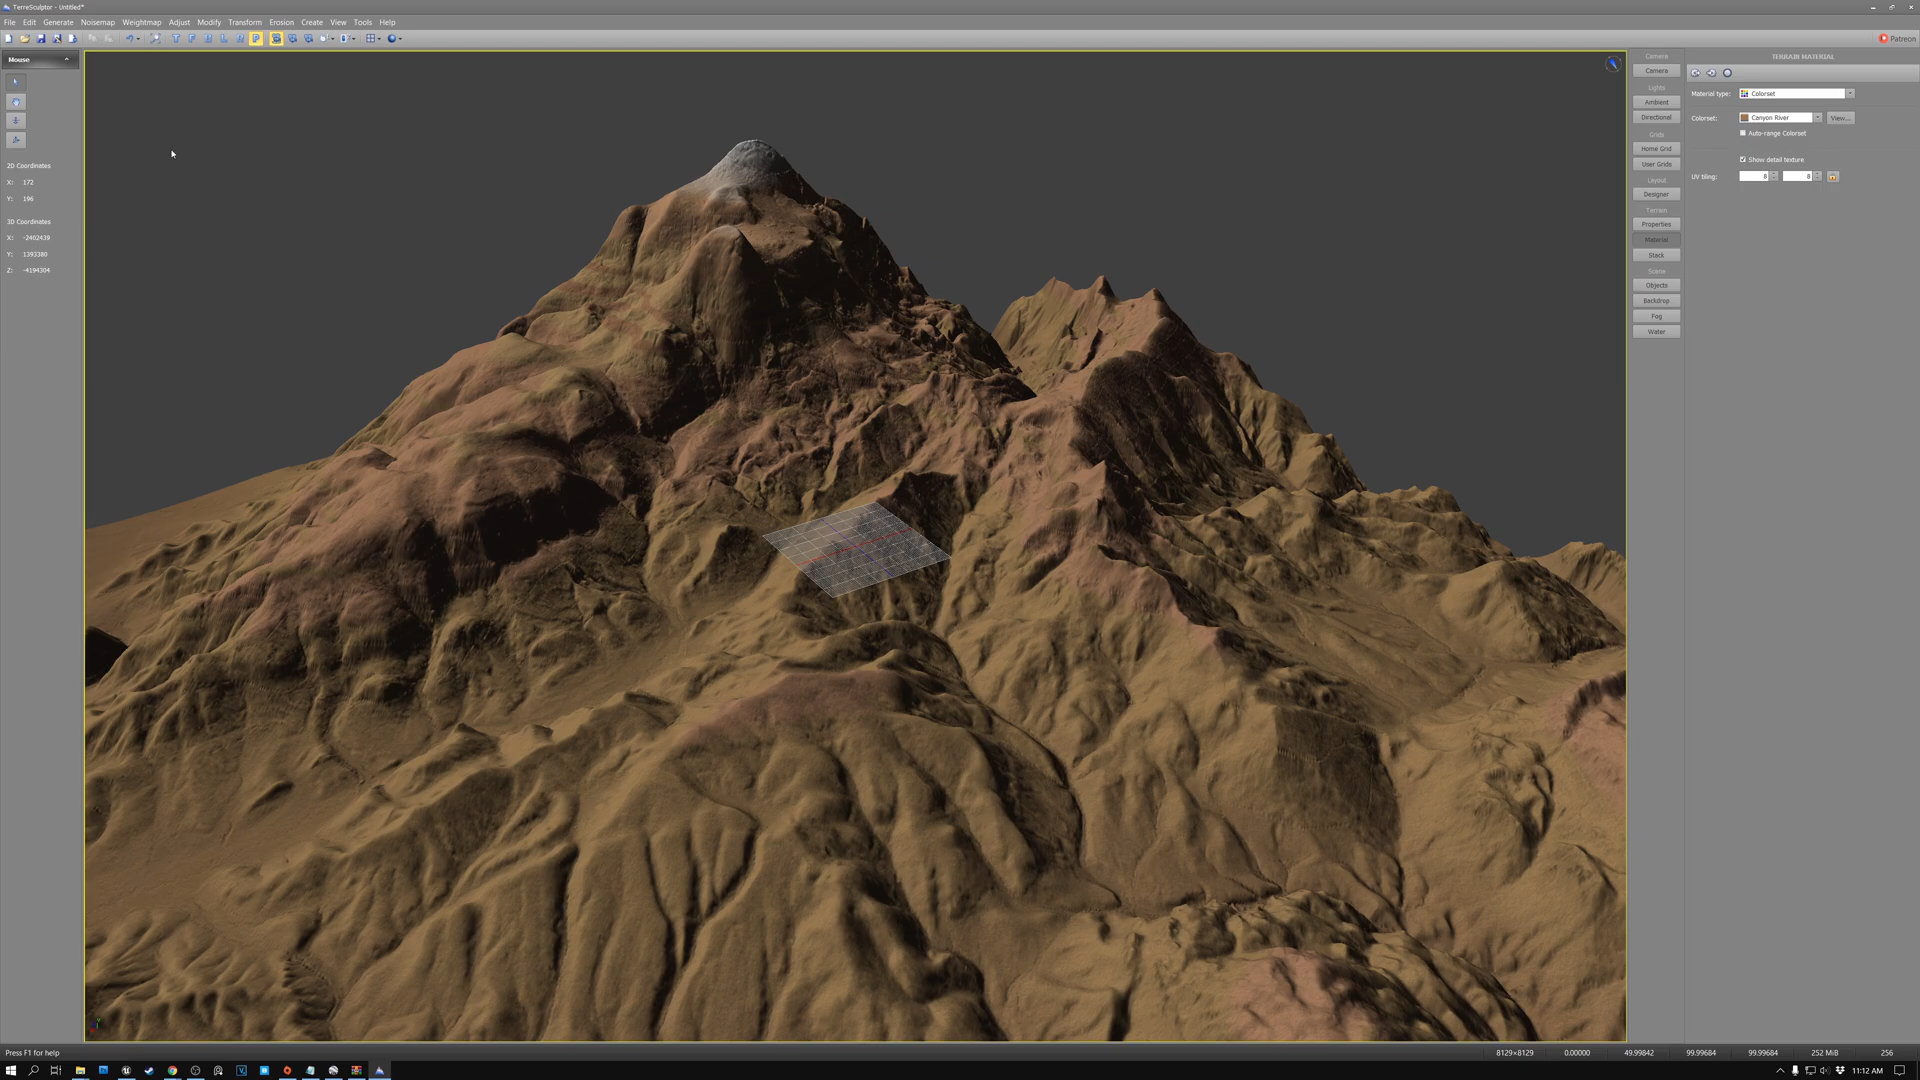 TerreSculptor - Untitled*
File Edit Generate Noisemap Weightmap Adjust Modify Transform Erosion Create View Tools Help
T F B L R P
Patreon
Mouse
2D Coordinates
X: 172
Y: 196
3D Coordinates
X: -2402439
Y: 1393380
Z: -4194304
Camera
Camera
Lights
Ambient
Directional
Grids
Home Grid
User Grids
Layout
Designer
Terrain
Properties
Material
Stack
Scene
Objects
Backdrop
Fog
Water
TERRAIN MATERIAL
Material type: Colorset
Colorset: Canyon River View...
Auto-range Colorset
Show detail texture
UV tiling: 8 8
Press F1 for help
8129×8129 0.00000 49.99842 99.99684 99.99684 252 MiB 256
11:12 AM